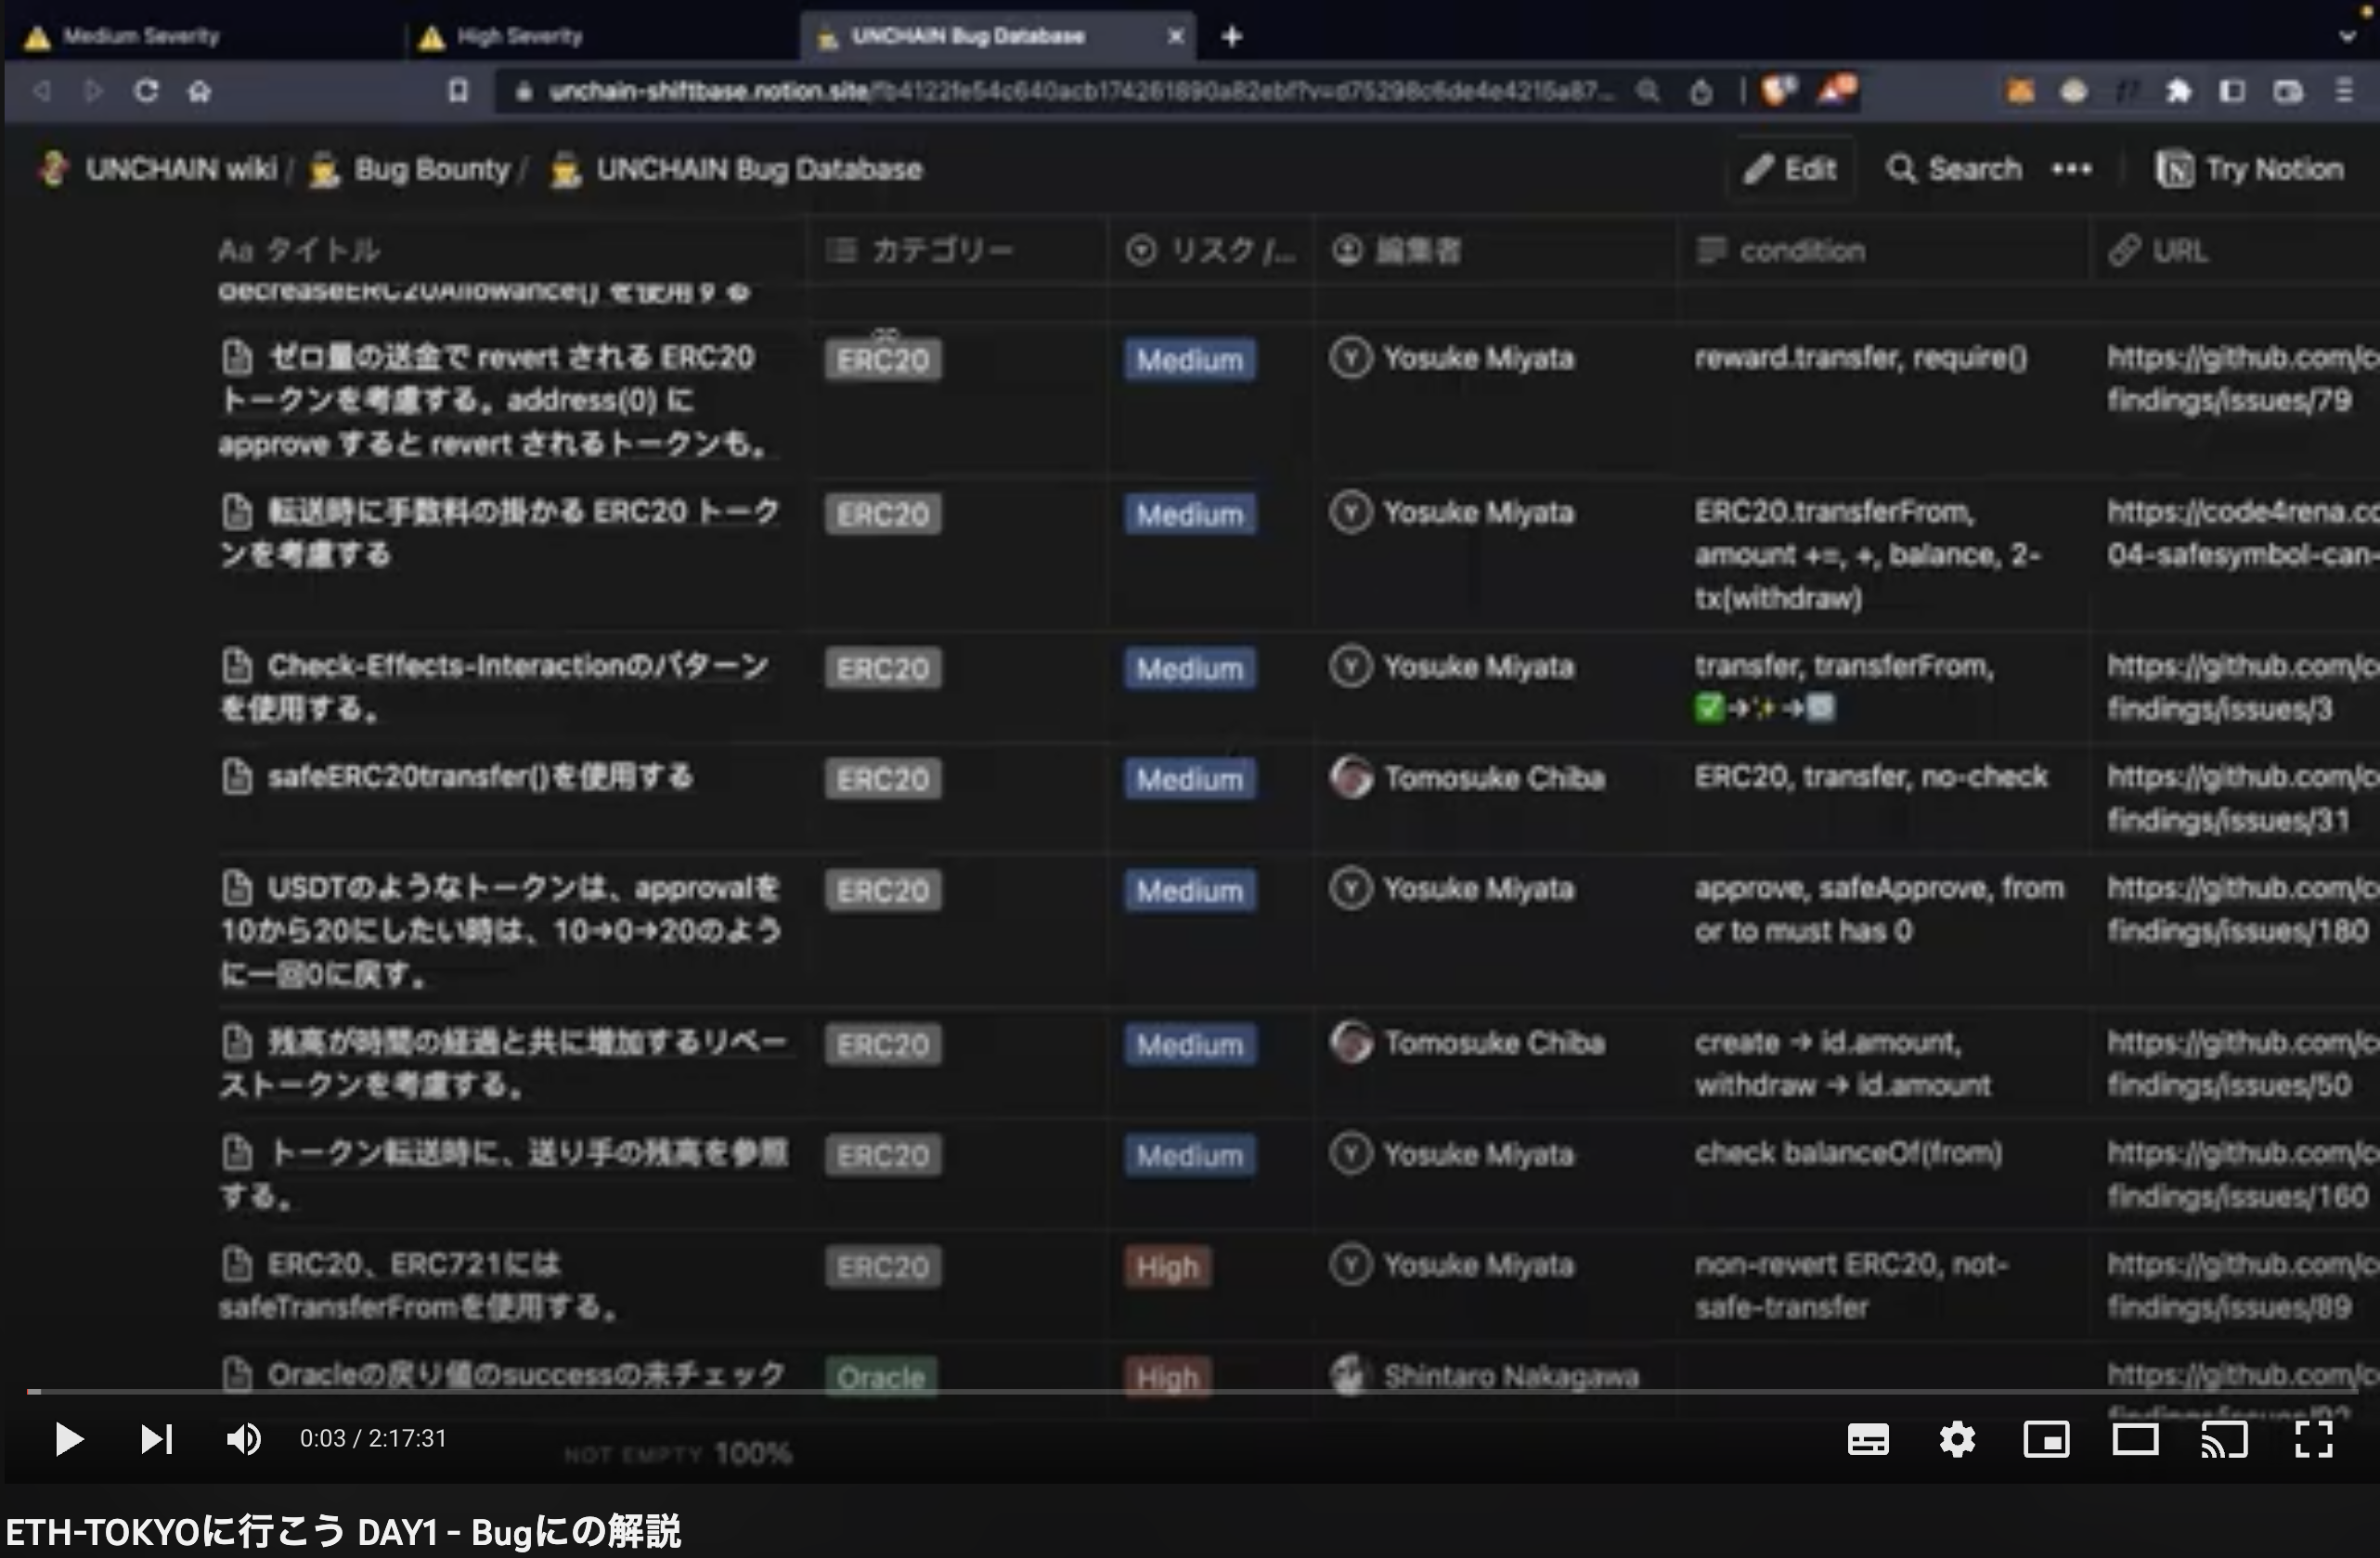 Medium Severity
High Severity
UNCHAIN Bug Database
unchain-shiftbase.notion.site/fb4122fe54c640acb174261890a82ebf?v=d75298c6de4e4216a87...
UNCHAIN wiki / Bug Bounty / UNCHAIN Bug Database
Edit
Search
Try Notion
Aa タイトル
カテゴリー
リスク /...
編集者
condition
URL
decreaseERC20Allowance() を使用する
ゼロ量の送金で revert される ERC20
トークンを考慮する。address(0) に
approve すると revert されるトークンも。
ERC20
Medium
Yosuke Miyata
reward.transfer, require()
https://github.com/c
findings/issues/79
転送時に手数料の掛かる ERC20 トーク
ンを考慮する
ERC20
Medium
Yosuke Miyata
ERC20.transferFrom,
amount +=, +, balance, 2-
tx(withdraw)
https://code4rena.co
04-safesymbol-can-
Check-Effects-Interactionのパターン
を使用する。
ERC20
Medium
Yosuke Miyata
transfer, transferFrom,
✅→✨→
https://github.com/c
findings/issues/3
safeERC20transfer()を使用する
ERC20
Medium
Tomosuke Chiba
ERC20, transfer, no-check
https://github.com/c
findings/issues/31
USDTのようなトークンは、approvalを
10から20にしたい時は、10→0→20のよう
に一回0に戻す。
ERC20
Medium
Yosuke Miyata
approve, safeApprove, from
or to must has 0
https://github.com/c
findings/issues/180
残高が時間の経過と共に増加するリベー
ストークンを考慮する。
ERC20
Medium
Tomosuke Chiba
create → id.amount,
withdraw → id.amount
https://github.com/c
findings/issues/50
トークン転送時に、送り手の残高を参照
する。
ERC20
Medium
Yosuke Miyata
check balanceOf(from)
https://github.com/c
findings/issues/160
ERC20、ERC721には
safeTransferFromを使用する。
ERC20
High
Yosuke Miyata
non-revert ERC20, not-
safe-transfer
https://github.com/c
findings/issues/89
Oracleの戻り値のsuccessの未チェック
Oracle
High
Shintaro Nakagawa
https://github.com/c
0:03 / 2:17:31
NOT EMPTY 100%
ETH-TOKYOに行こう DAY1 - Bugにの解説